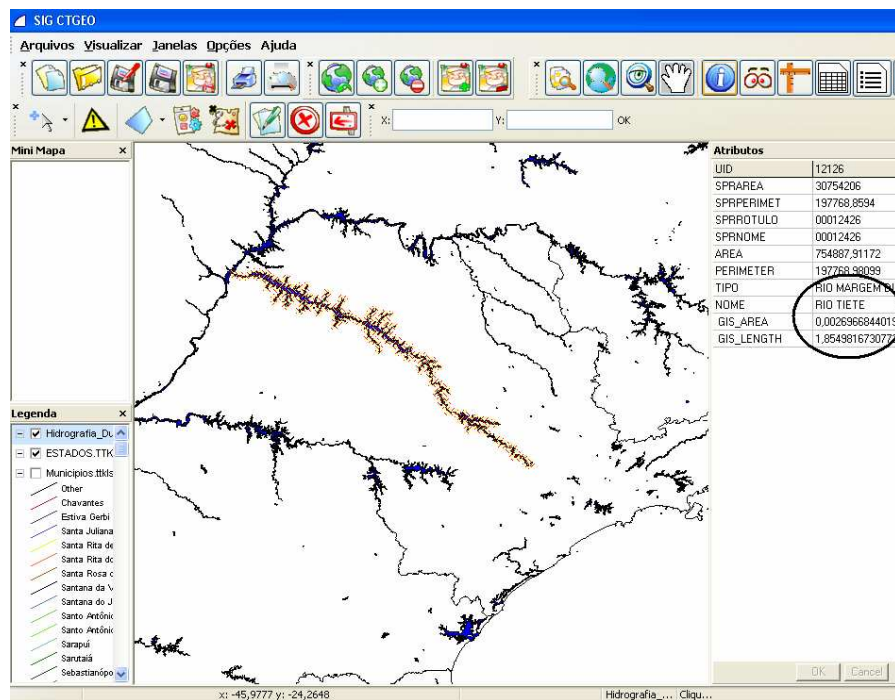 SIG CTGEO
Arquivos Visualizar Janelas Opções Ajuda
X: Y: OK
Mini Mapa x
Atributos
UID 12126
SPRAREA 30754206
SPRPERIMET 197768,8594
SPRROTULO 00012426
SPRNOME 00012426
AREA 754887,91172
PERIMETER 197768,98099
TIPO RIO MARGEM
NOME RIO TIETE
GIS_AREA 0,0026966844019
GIS_LENGTH
Legenda x
Hidrografia_Du
ESTADOS.TTK
Municipios.ttkls
Other
Chavantes
Estiva Gerbi
Santa Juliana
Santa Rita de
Santa Rita do
Santa Rosa
Santana da V
Santana do J
Santo Antônio
Santo Antônio
Sarapuí
Sarutaiá
Sebastianópo
OK Cancel
x: -45,9777 y: -24,2648
Hidrografia_... Cliqu...